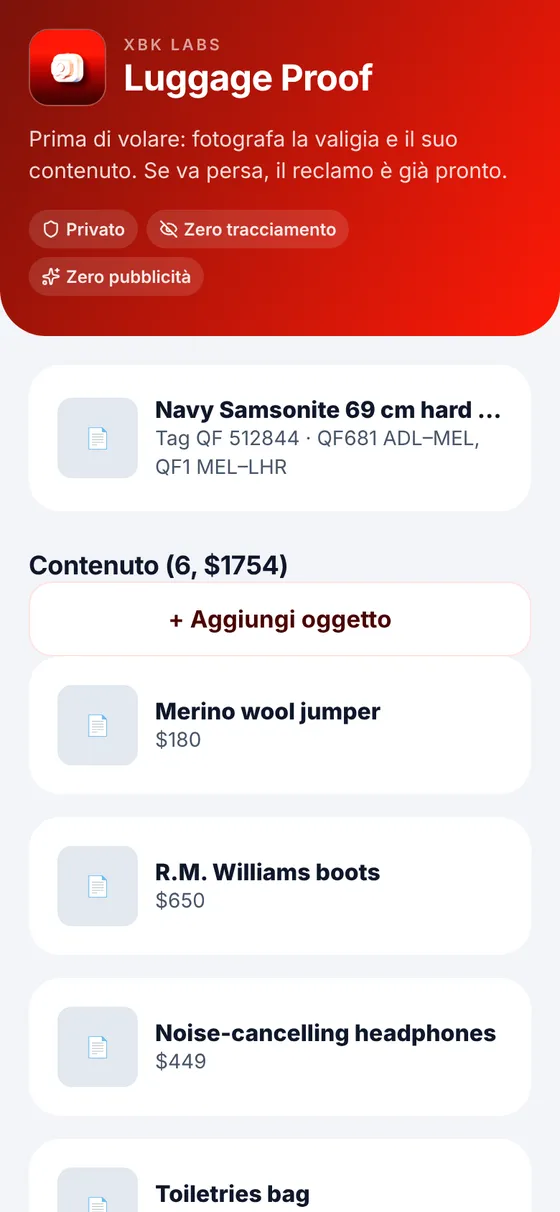 XBK LABS
Luggage Proof
Prima di volare: fotografa la valigia e il suo
contenuto. Se va persa, il reclamo è già pronto.
Privato
Zero tracciamento
Zero pubblicità
Navy Samsonite 69 cm hard ...
Tag QF 512844 · QF681 ADL–MEL,
QF1 MEL–LHR
Contenuto (6, $1754)
+ Aggiungi oggetto
Merino wool jumper
$180
R.M. Williams boots
$650
Noise-cancelling headphones
$449
Toiletries bag